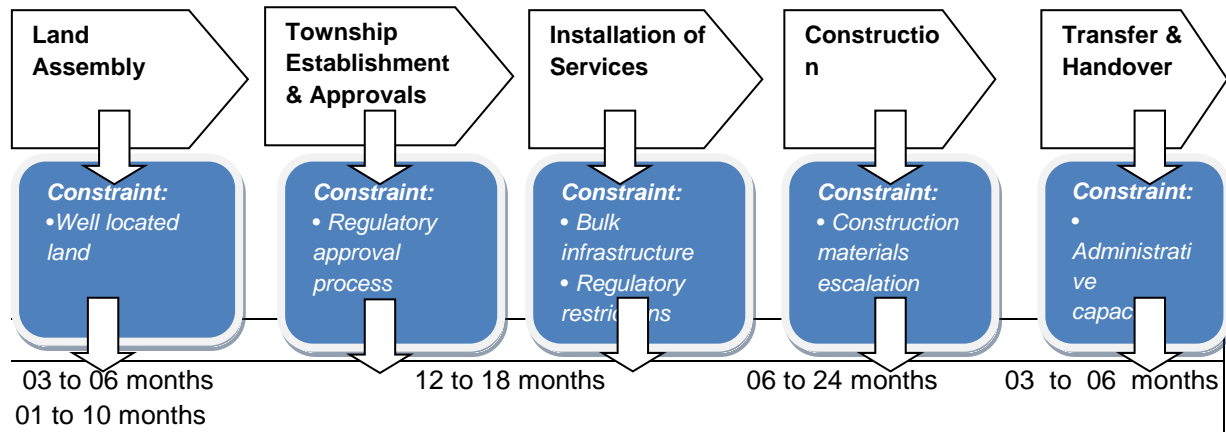 Land
Assembly
Township
Establishment
& Approvals
Installation of
Services
Constructio
n
Transfer &
Handover
Constraint:
•Well located
land
Constraint:
• Regulatory
approval
process
Constraint:
• Bulk
infrastructure
• Regulatory
Constraint:
• Construction
materials
escalation
Constraint:
•
Administrati
ve
03 to 06 months
12 to 18 months
06 to 24 months
03 to 06 months
01 to 10 months